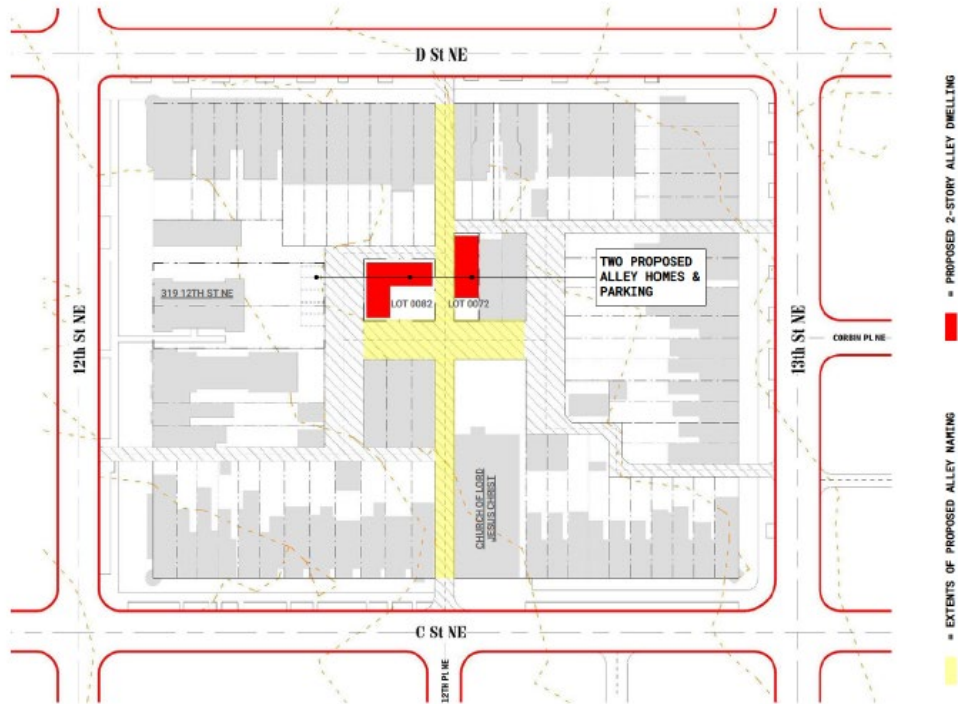 D St NE
TWO PROPOSED
ALLEY HOMES &
PARKING
319 12TH ST NE
LOT 0082
LOT 0072
12th St NE
13th St NE
CORBIN PL NE
CHURCH OF LORD
JESUS CHRIST
C St NE
12TH PL NE
= PROPOSED 2-STORY ALLEY DWELLING
= EXTENTS OF PROPOSED ALLEY NAMING